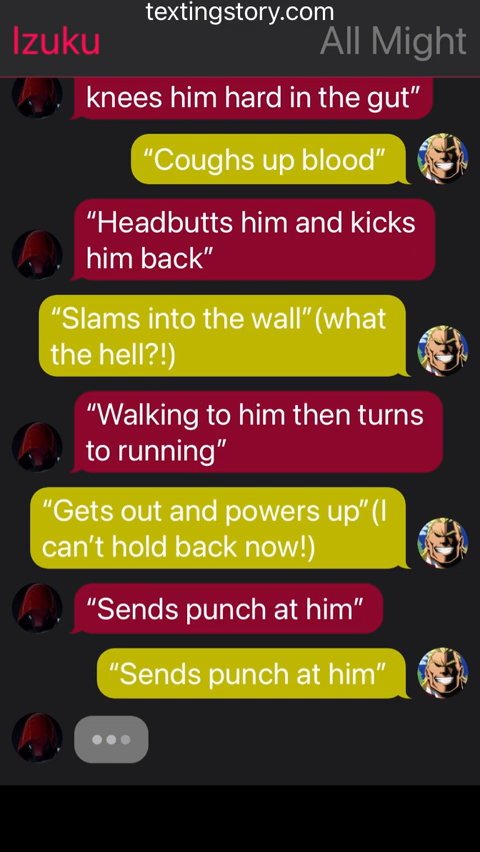 textingstory.com
Izuku
All Might
knees him hard in the gut”
“Coughs up blood”
“Headbutts him and kicks
him back”
“Slams into the wall”(what
the hell?!)
“Walking to him then turns
to running”
“Gets out and powers up”(I
can’t hold back now!)
“Sends punch at him”
“Sends punch at him”